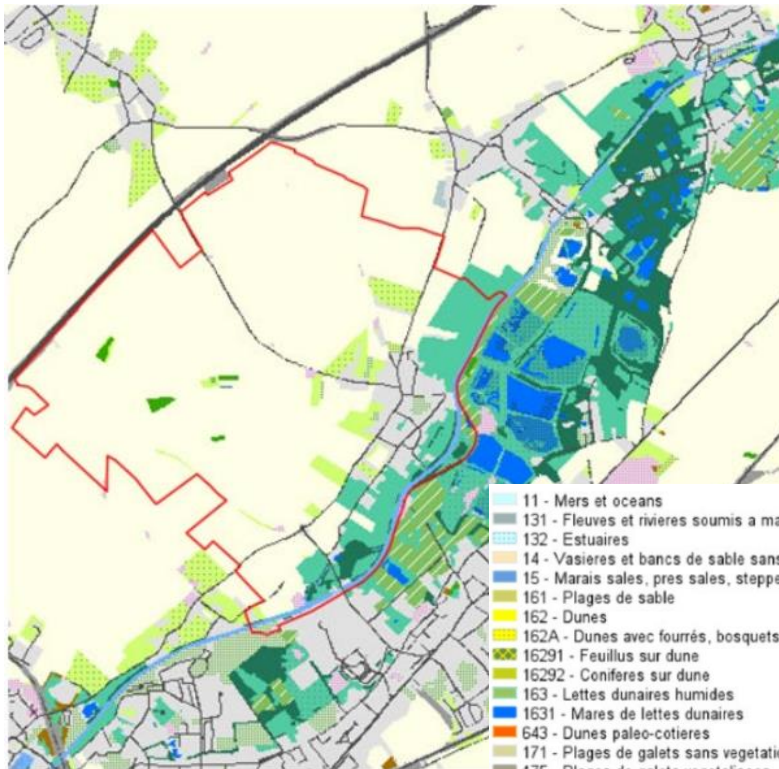 11 - Mers et oceans
131 - Fleuves et rivieres soumis a
132 - Estuaires
14 - Vasieres et bancs de sable sans
15 - Marais sales, pres sales,
161 - Plages de sable
162 - Dunes
162A - Dunes avec fourrés, bosquets
16291 - Feuillus sur dune
16292 - Coniferes sur dune
163 - Lettes dunaires humides
1631 - Mares de lettes dunaires
643 - Dunes paleo-cotieres
171 - Plages de galets sans